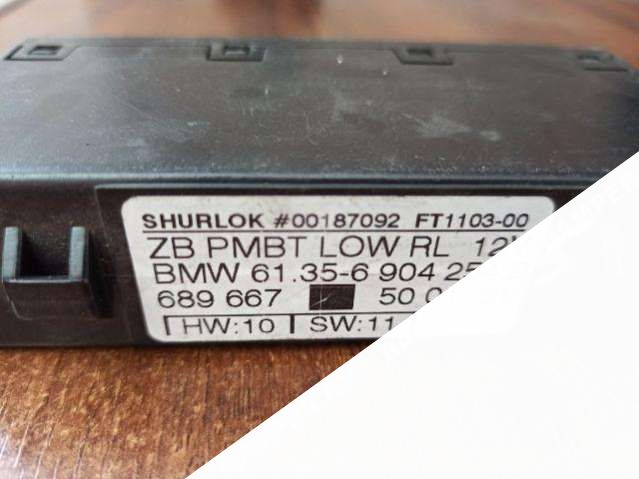 SHURLOK #00187092 FT1103-00
ZB PMBT LOW RL
BMW 61.35-6 904
689 667 50
HW:10 SW:11